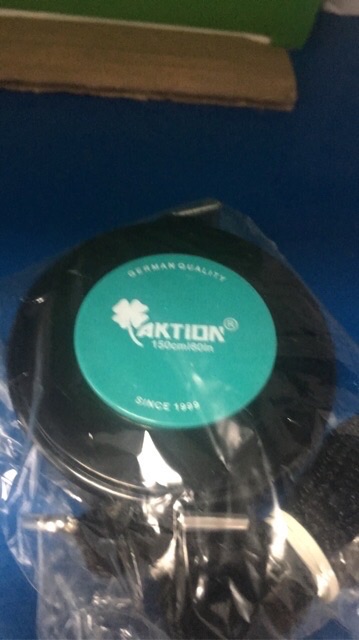 GERMAN QUALITY
AKTION®
150cm/60in
SINCE 1999